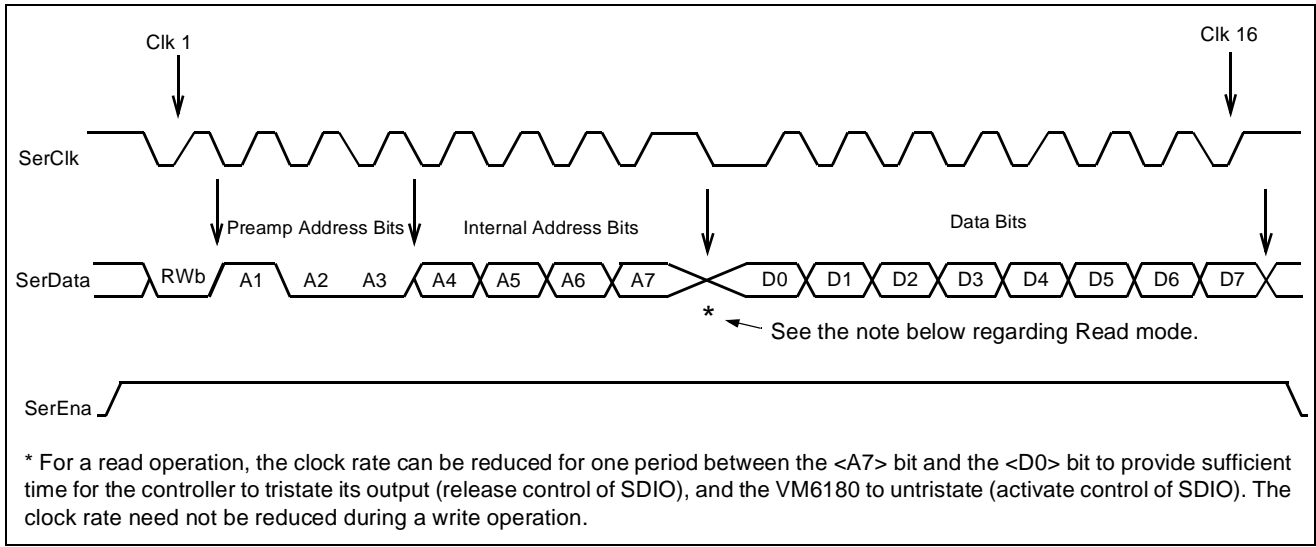 Clk 1
Clk 16
SerClk
Preamp Address Bits
Internal Address Bits
Data Bits
SerData
RWb A1 A2 A3 A4 A5 A6 A7 D0 D1 D2 D3 D4 D5 D6 D7
*
See the note below regarding Read mode.
SerEna
* For a read operation, the clock rate can be reduced for one period between the <A7> bit and the <D0> bit to provide sufficient
time for the controller to tristate its output (release control of SDIO), and the VM6180 to untristate (activate control of SDIO). The
clock rate need not be reduced during a write operation.